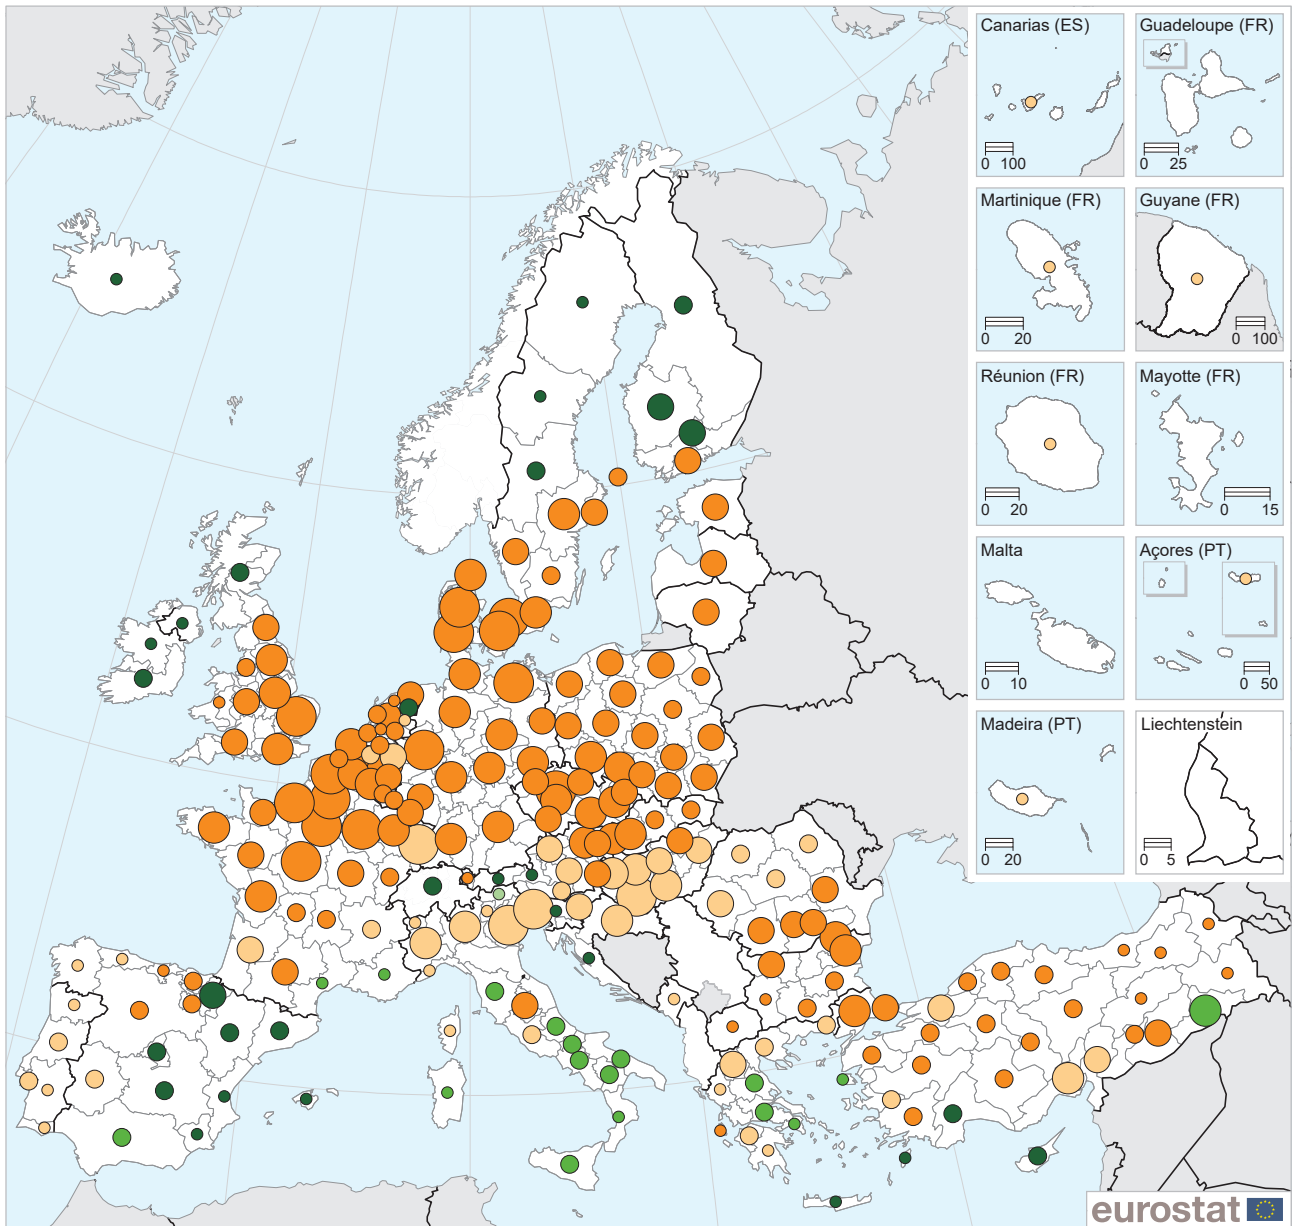 Canarias (ES)
0 100
Guadeloupe (FR)
0 25
Martinique (FR)
0 20
Guyane (FR)
0 100
Réunion (FR)
0 20
Mayotte (FR)
0 15
Malta
0 10
Açores (PT)
0 50
Madeira (PT)
0 20
Liechtenstein
0 5
eurostat